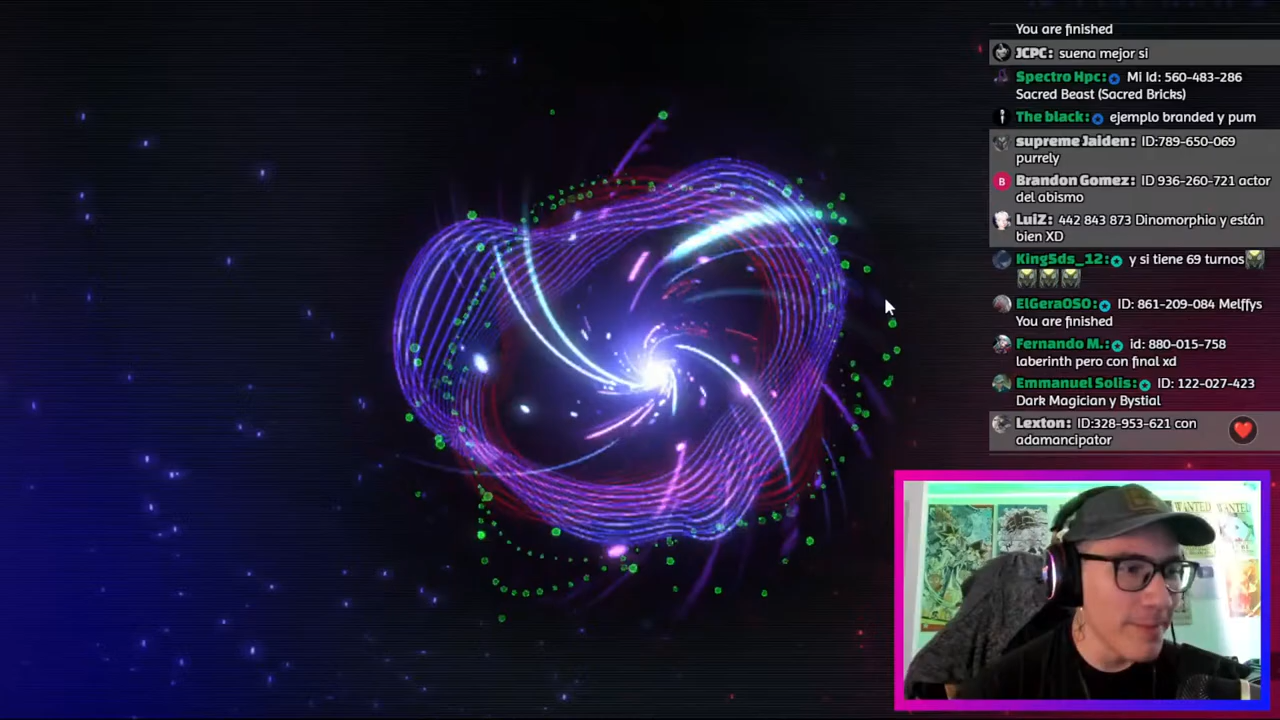 You are finished
JCPC: suena mejor si
Spectro Hpc: Mi Id: 560-483-286
Sacred Beast (Sacred Bricks)
The black: ejemplo branded y pum
supreme Jaiden: ID:789-650-069
purrely
Brandon Gomez: ID 936-260-721 actor
del abismo
LuiZ: 442 843 873 Dinomorphia y están
bien XD
King5ds_12: y si tiene 69 turnos
ElGeraOSO: ID: 861-209-084 Melffys
You are finished
Fernando M.: id: 880-015-758
laberinth pero con final xd
Emmanuel Solis: ID: 122-027-423
Dark Magician y Bystial
Lexton: ID:328-953-621 con
adamancipator
B
WANTED